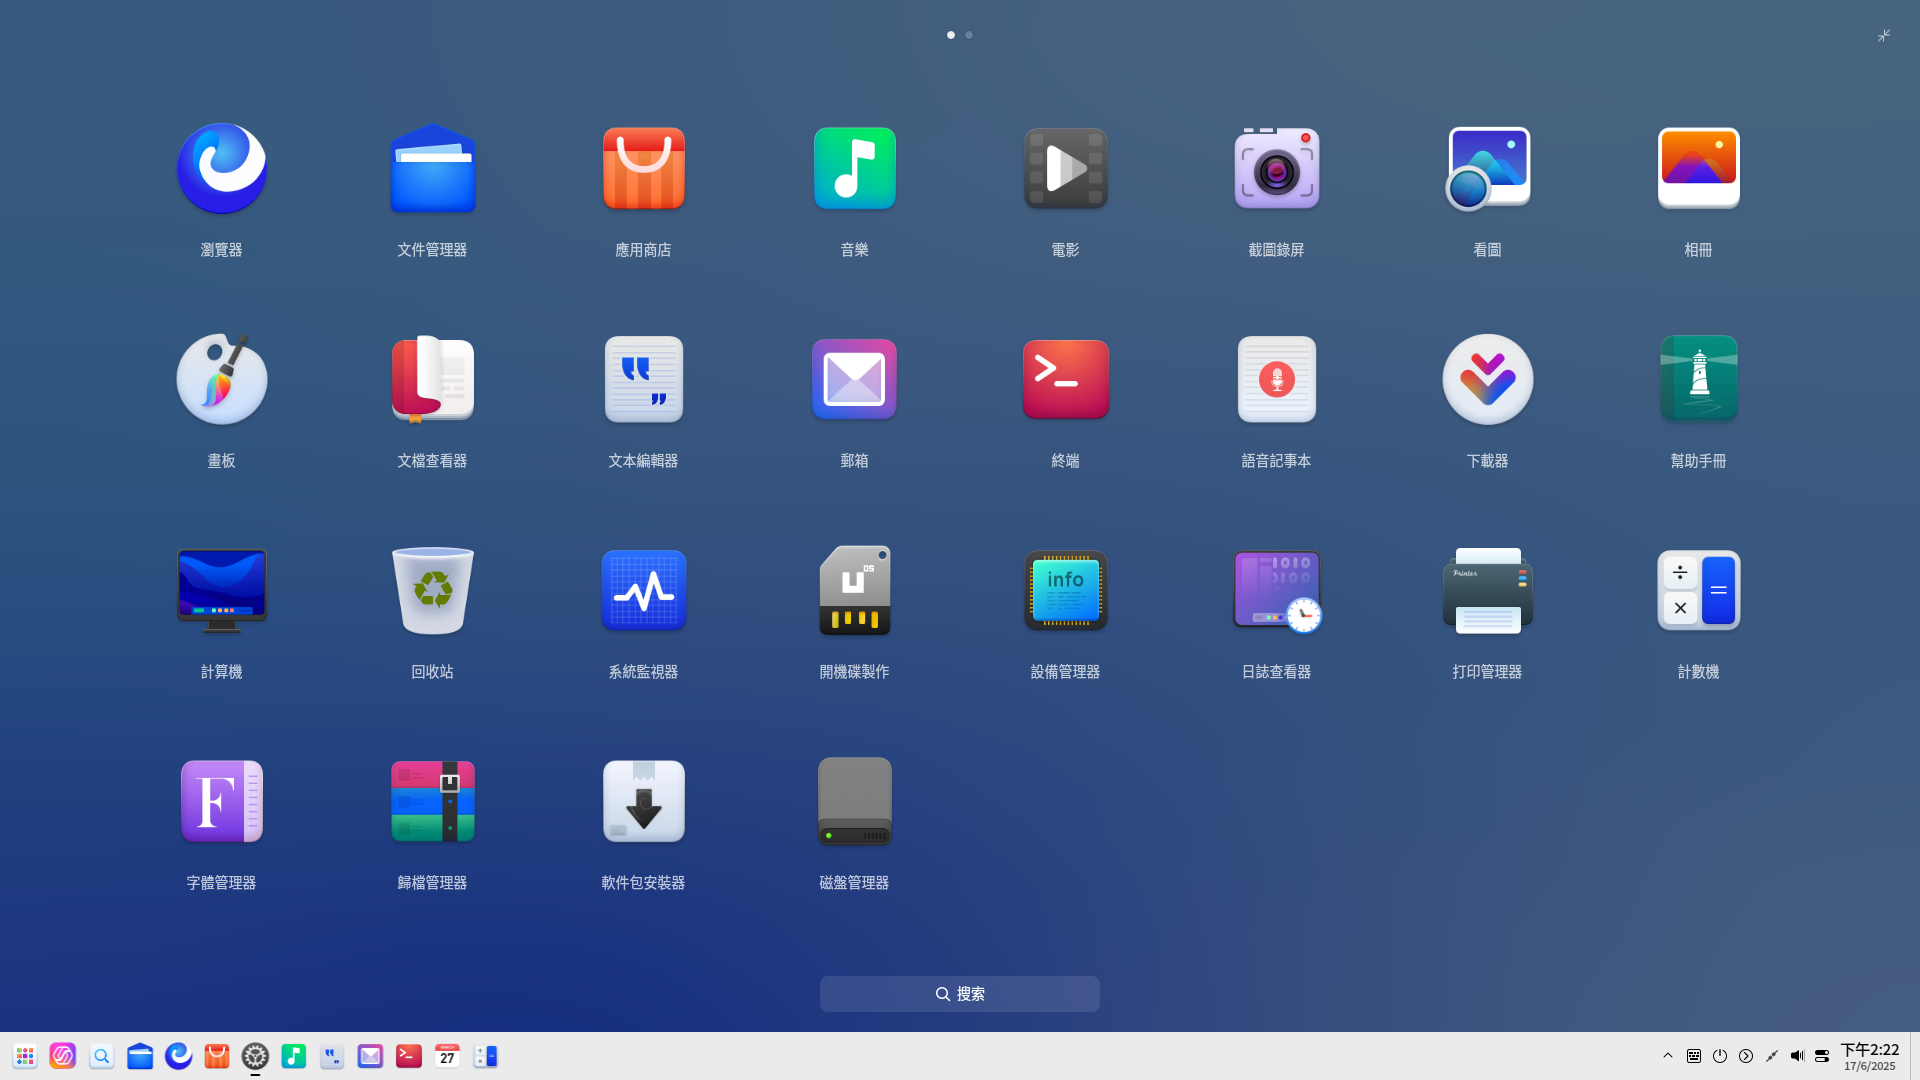 瀏覽器
文件管理器
應用商店
音樂
電影
截圖錄屏
看圖
相冊
畫板
文檔查看器
文本編輯器
郵箱
終端
語音記事本
下載器
幫助手冊
OS
info
1010
Printer
計算機
回收站
系統監視器
開機碟製作
設備管理器
日誌查看器
打印管理器
計數機
F
字體管理器
歸檔管理器
軟件包安裝器
磁盤管理器
搜索
MARCH
27
下午2:22
17/6/2025